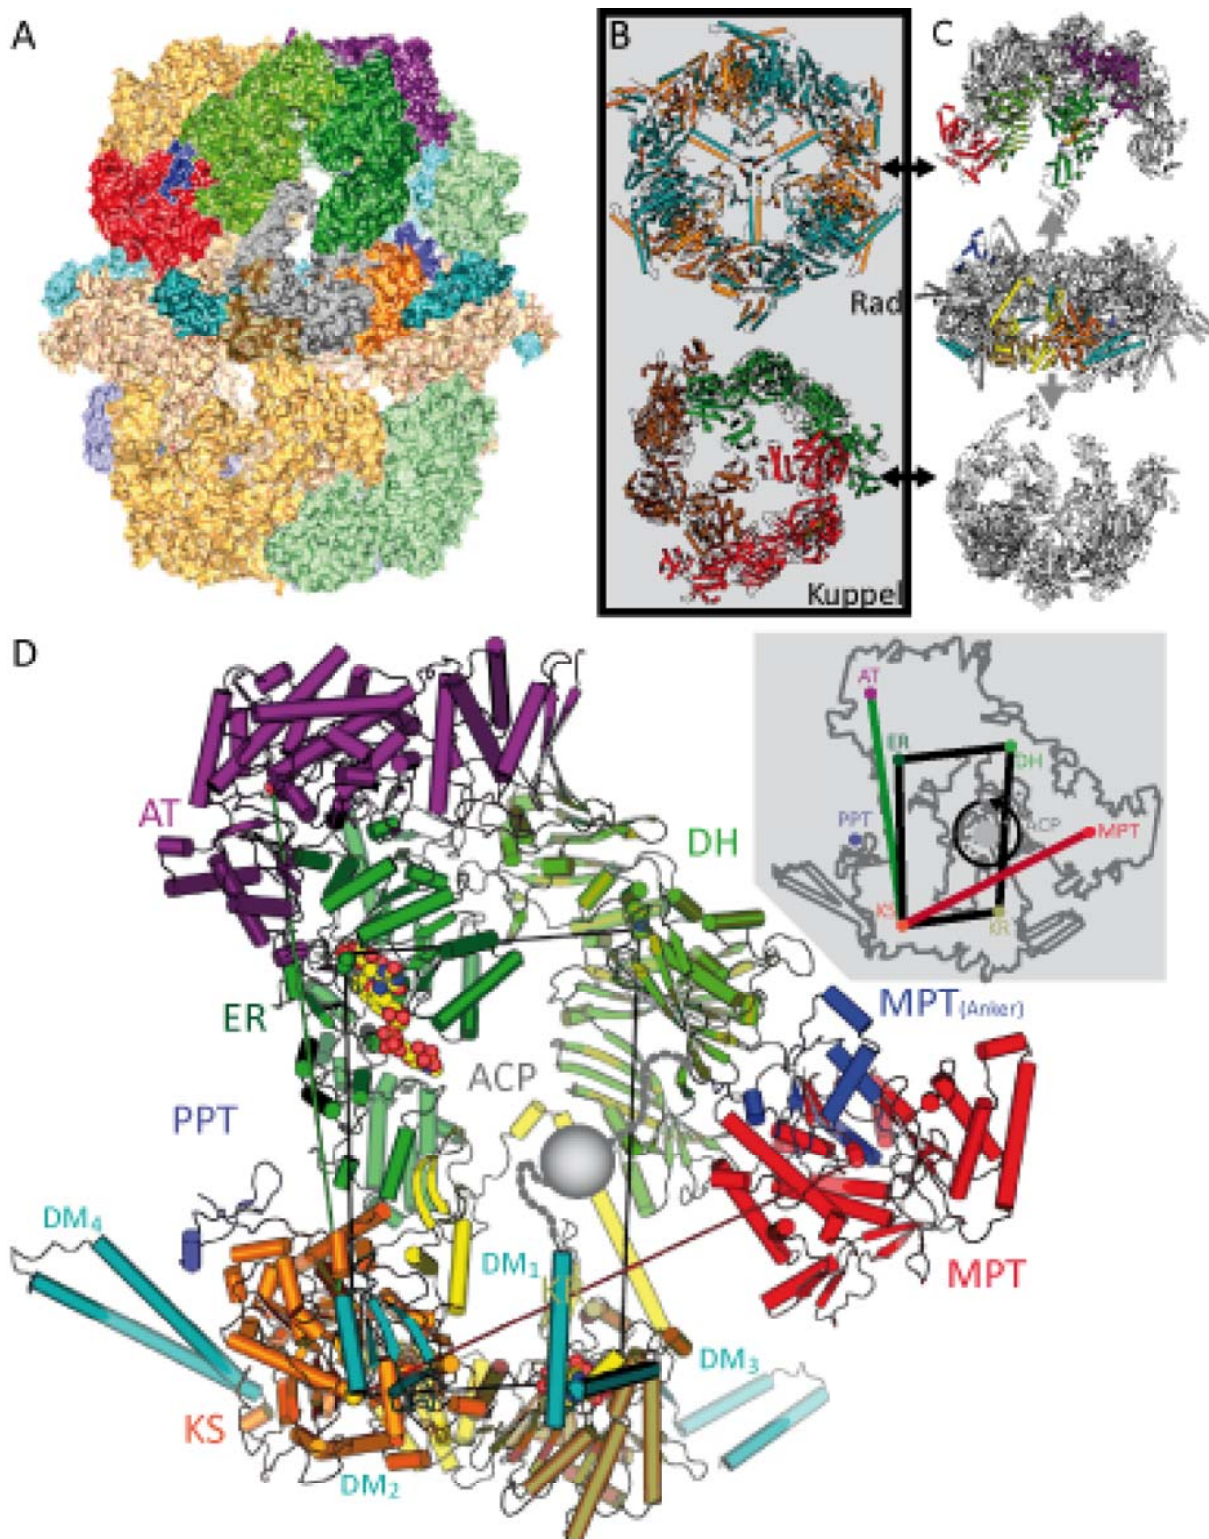 A
B
C
Rad
Kuppel
D
AT
AT
ER
DH
PPT
ACP
MPT
KS
KR
DH
MPT(Anker)
ER
ACP
PPT
DM4
DM1
KR
MPT
DM3
KS
DM2